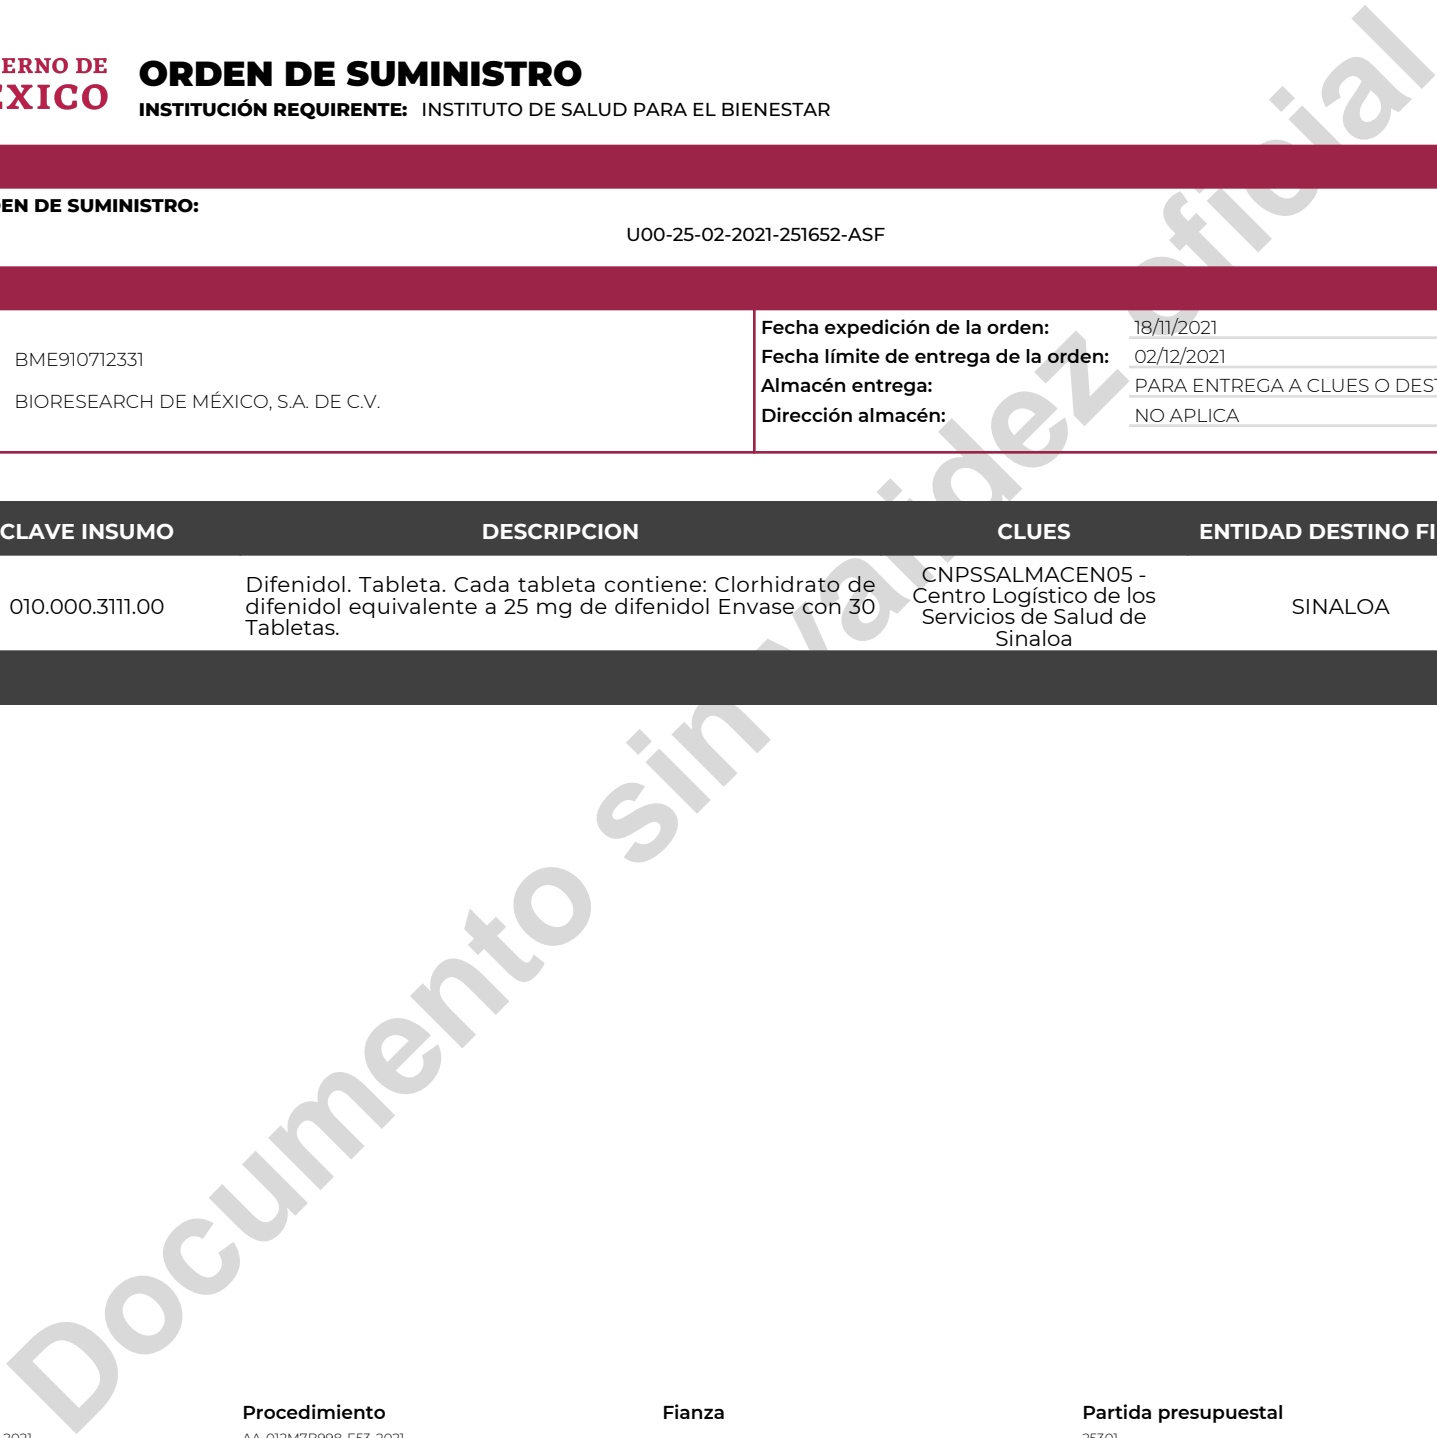 ERNO DE
ORDEN DE SUMINISTRO
INSTITUCIÓN REQUIRENTE: INSTITUTO DE SALUD PARA EL BIENESTAR
EN DE SUMINISTRO:
U00-25-02-2021-251652-ASF
BME910712331
BIORESEARCH DE MÉXICO, S.A. DE C.V.
Fecha expedición de la orden: 18/11/2021
Fecha límite de entrega de la orden: 02/12/2021
Almacén entrega: PARA ENTREGA A CLUES O DEST
Dirección almacén: NO APLICA
CLAVE INSUMO DESCRIPCION CLUES ENTIDAD DESTINO FI
010.000.3111.00
Difenidol. Tableta. Cada tableta contiene: Clorhidrato de
difenidol equivalente a 25 mg de difenidol Envase con 30
Tabletas.
CNPSSALMACEN05 -
Centro Logístico de los
Servicios de Salud de
Sinaloa
SINALOA
Documento sin validez oficial
Procedimiento Fianza Partida presupuestal